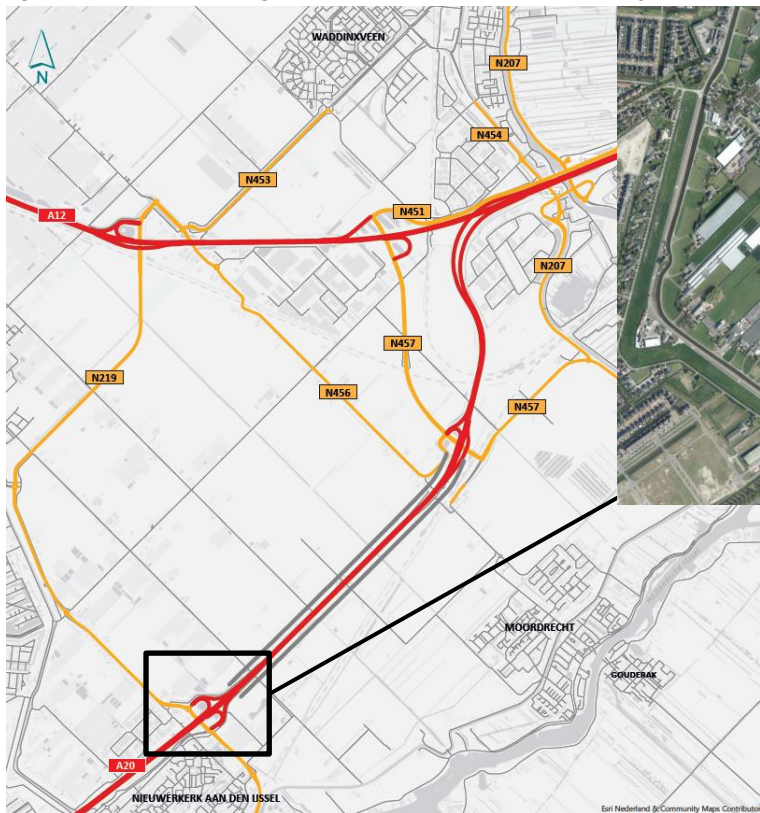 WADDINXVEEN
N
N207
N454
N453
A12
N451
N207
N457
N219
N456
N457
MOORDRECHT
GOUDERAK
A20
NIEUWERKERK AAN DEN IJSSEL
Esri Nederland & Community Maps Contributor